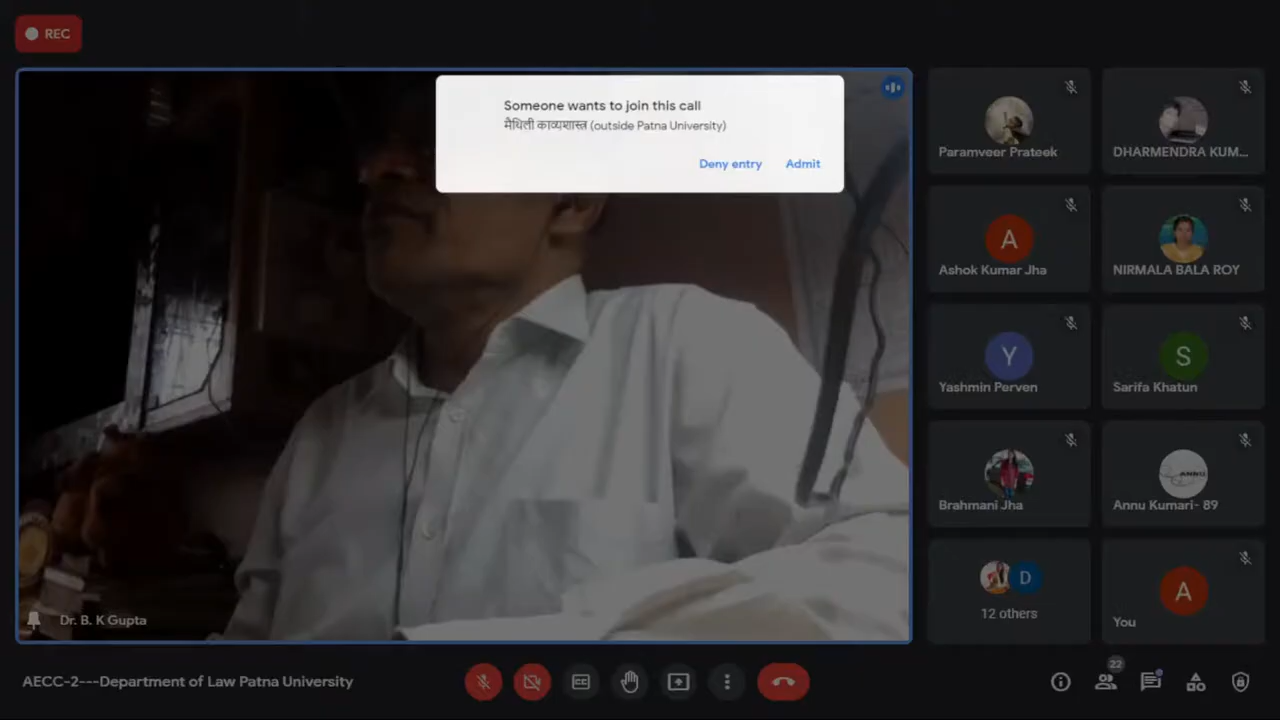 REC
Someone wants to join this call
मैथिली काव्यशास्त्र (outside Patna University)
Deny entry Admit
Paramveer Prateek
DHARMENDRA KUM...
A
Ashok Kumar Jha
NIRMALA BALA ROY
Y
Yashmin Perven
S
Sarifa Khatun
Brahmani Jha
ANNU
Annu Kumari- 89
D
12 others
A
You
Dr. B. K Gupta
AECC-2---Department of Law Patna University
CC
22